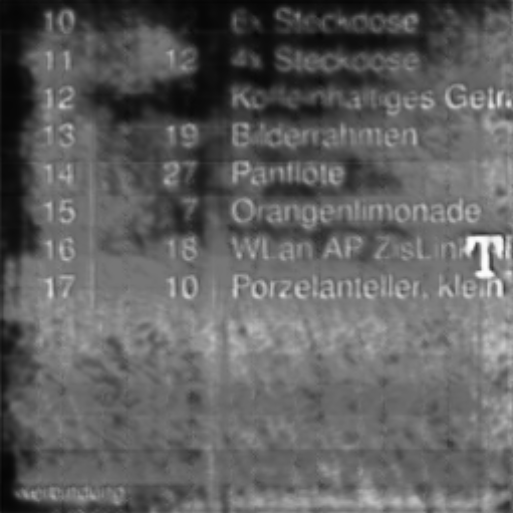 10 6x Steckdose
11 12 4x Steckdose
12 Koffeinhaltiges Getr
13 19 Bilderrahmen
14 27 Panflöte
15 7 Orangenlimonade
16 18 WLan AP ZisLink T
17 10 Porzelanteller, klein
verbindung